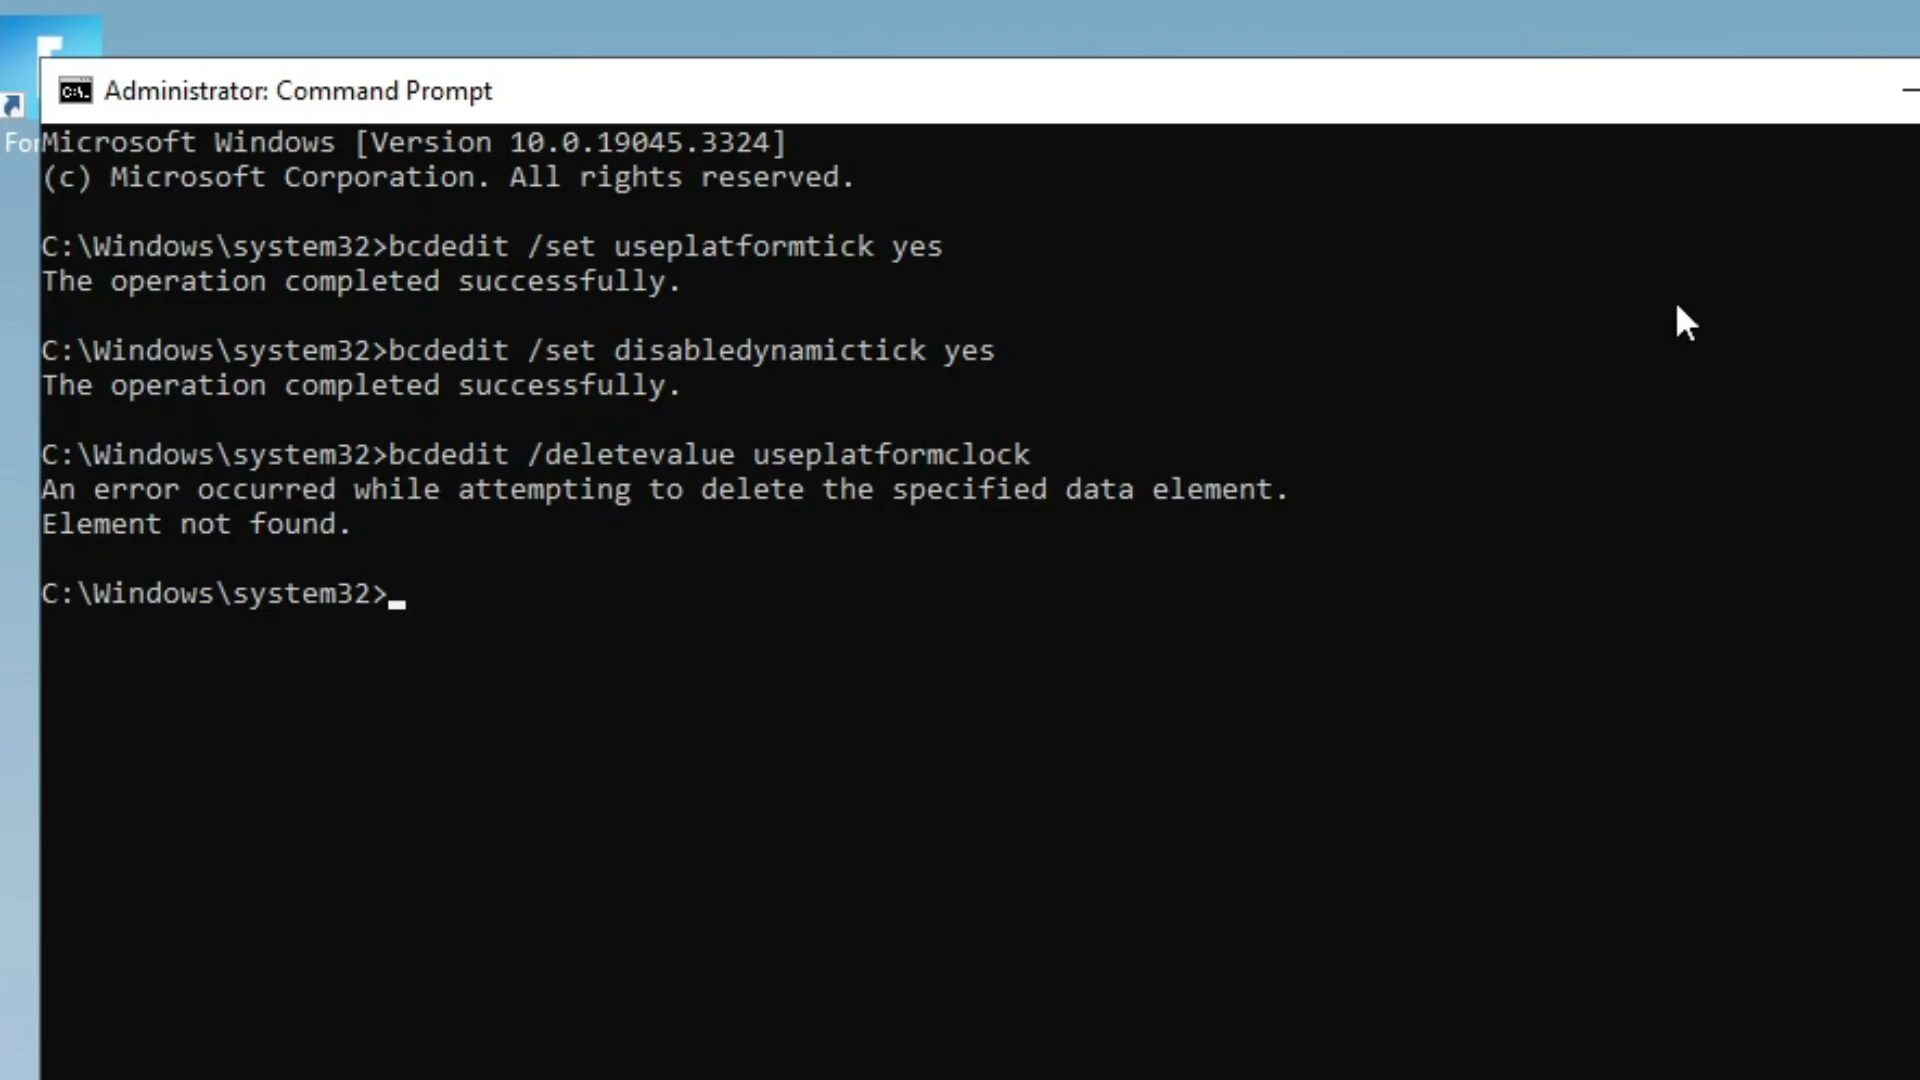 Administrator: Command Prompt
Microsoft Windows [Version 10.0.19045.3324]
(c) Microsoft Corporation. All rights reserved.
C:\Windows\system32>bcdedit /set useplatformtick yes
The operation completed successfully.
C:\Windows\system32>bcdedit /set disabledynamictick yes
The operation completed successfully.
C:\Windows\system32>bcdedit /deletevalue useplatformclock
An error occurred while attempting to delete the specified data element.
Element not found.
C:\Windows\system32>